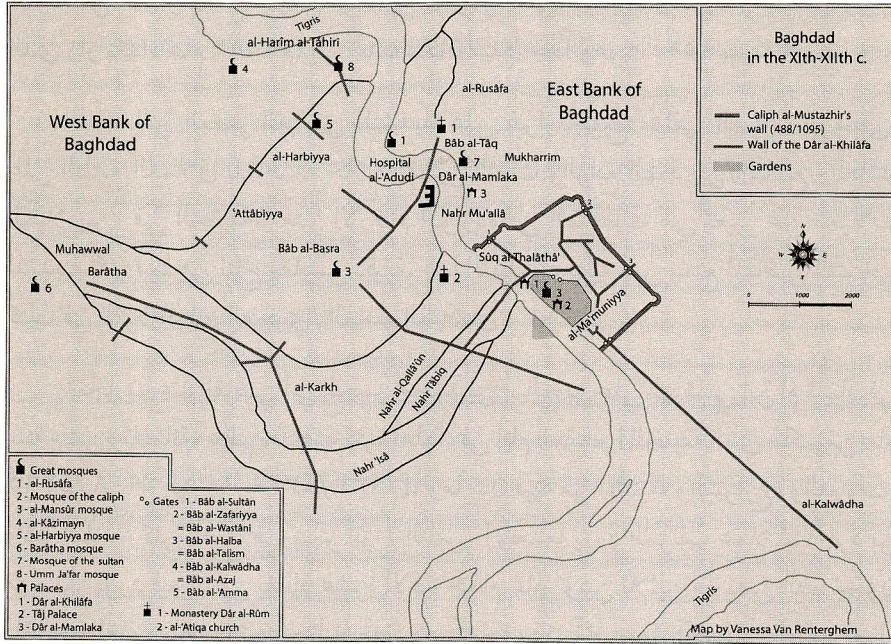 Tigris
al-Harîm al-Tâhirî
4
8
al-Rusâfa
West Bank of
Baghdad
East Bank of
Baghdad
5
1
1
Bâb al-Tâq
al-Harbiyya
Hospital
al-'Adudî
7
Mukharrim
Dâr al-Mamlaka
3
'Attâbiyya
Nahr Mu'allâ
Muhawwal
Bâb al-Basra
Barâtha
3
2
6
Sûq al-Thalâthâ'
1
2
3
1
3
2
al-Ma'muniyya
al-Karkh
Nahr al-Qallâ'ûn
Nahr Tâbiq
Nahr 'Isâ
al-Kalwâdha
Tigris
Map by Vanessa Van Renterghem
Baghdad
in the XIth-XIIth c.
Caliph al-Mustazhir's
wall (488/1095)
Wall of the Dâr al-Khilâfa
Gardens
N
W
E
S
0
1000
2000
Great mosques
1 - al-Rusâfa
2 - Mosque of the caliph
3 - al-Mansûr mosque
4 - al-Kâzimayn
5 - al-Harbiyya mosque
6 - Barâtha mosque
7 - Mosque of the sultan
8 - Umm Ja'far mosque
Palaces
1 - Dâr al-Khilâfa
2 - Tâj Palace
3 - Dâr al-Mamlaka
Gates 1 - Bâb al-Sultân
2 - Bâb al-Zafariyya
= Bâb al-Wastâni
3 - Bâb al-Halba
= Bâb al-Talism
4 - Bâb al-Kalwâdha
= Bâb al-Azaj
5 - Bâb al-'Amma
1 - Monastery Dâr al-Rûm
2 - al-'Atiqa church